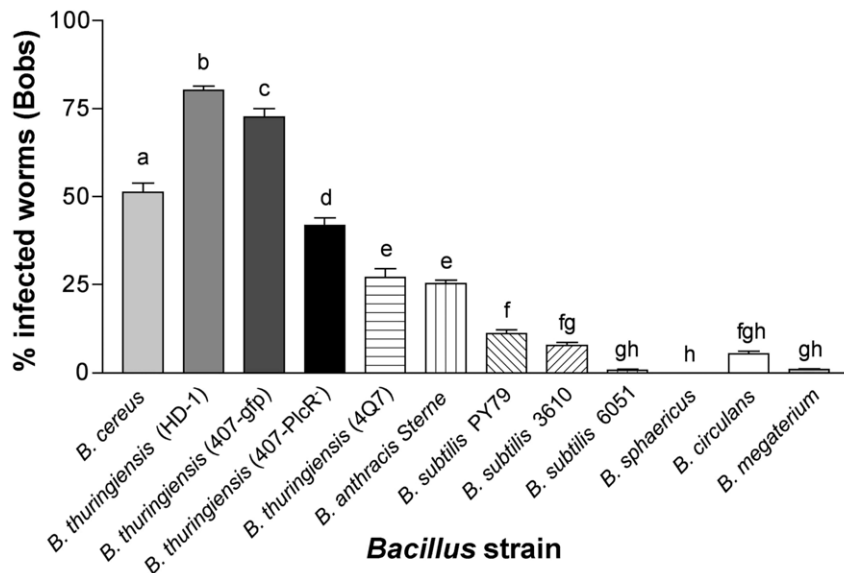 % infected worms (Bobs)
100
75
50
25
0
a
b
c
d
e
e
f
fg
gh
h
fgh
gh
B. cereus
B. thuringiensis (HD-1)
B. thuringiensis (407-gfp)
B. thuringiensis (407-PlcR-)
B. thuringiensis (4Q7)
B. anthracis Sterne
B. subtilis PY79
B. subtilis 3610
B. subtilis 6051
B. sphaericus
B. circulans
B. megaterium
Bacillus strain